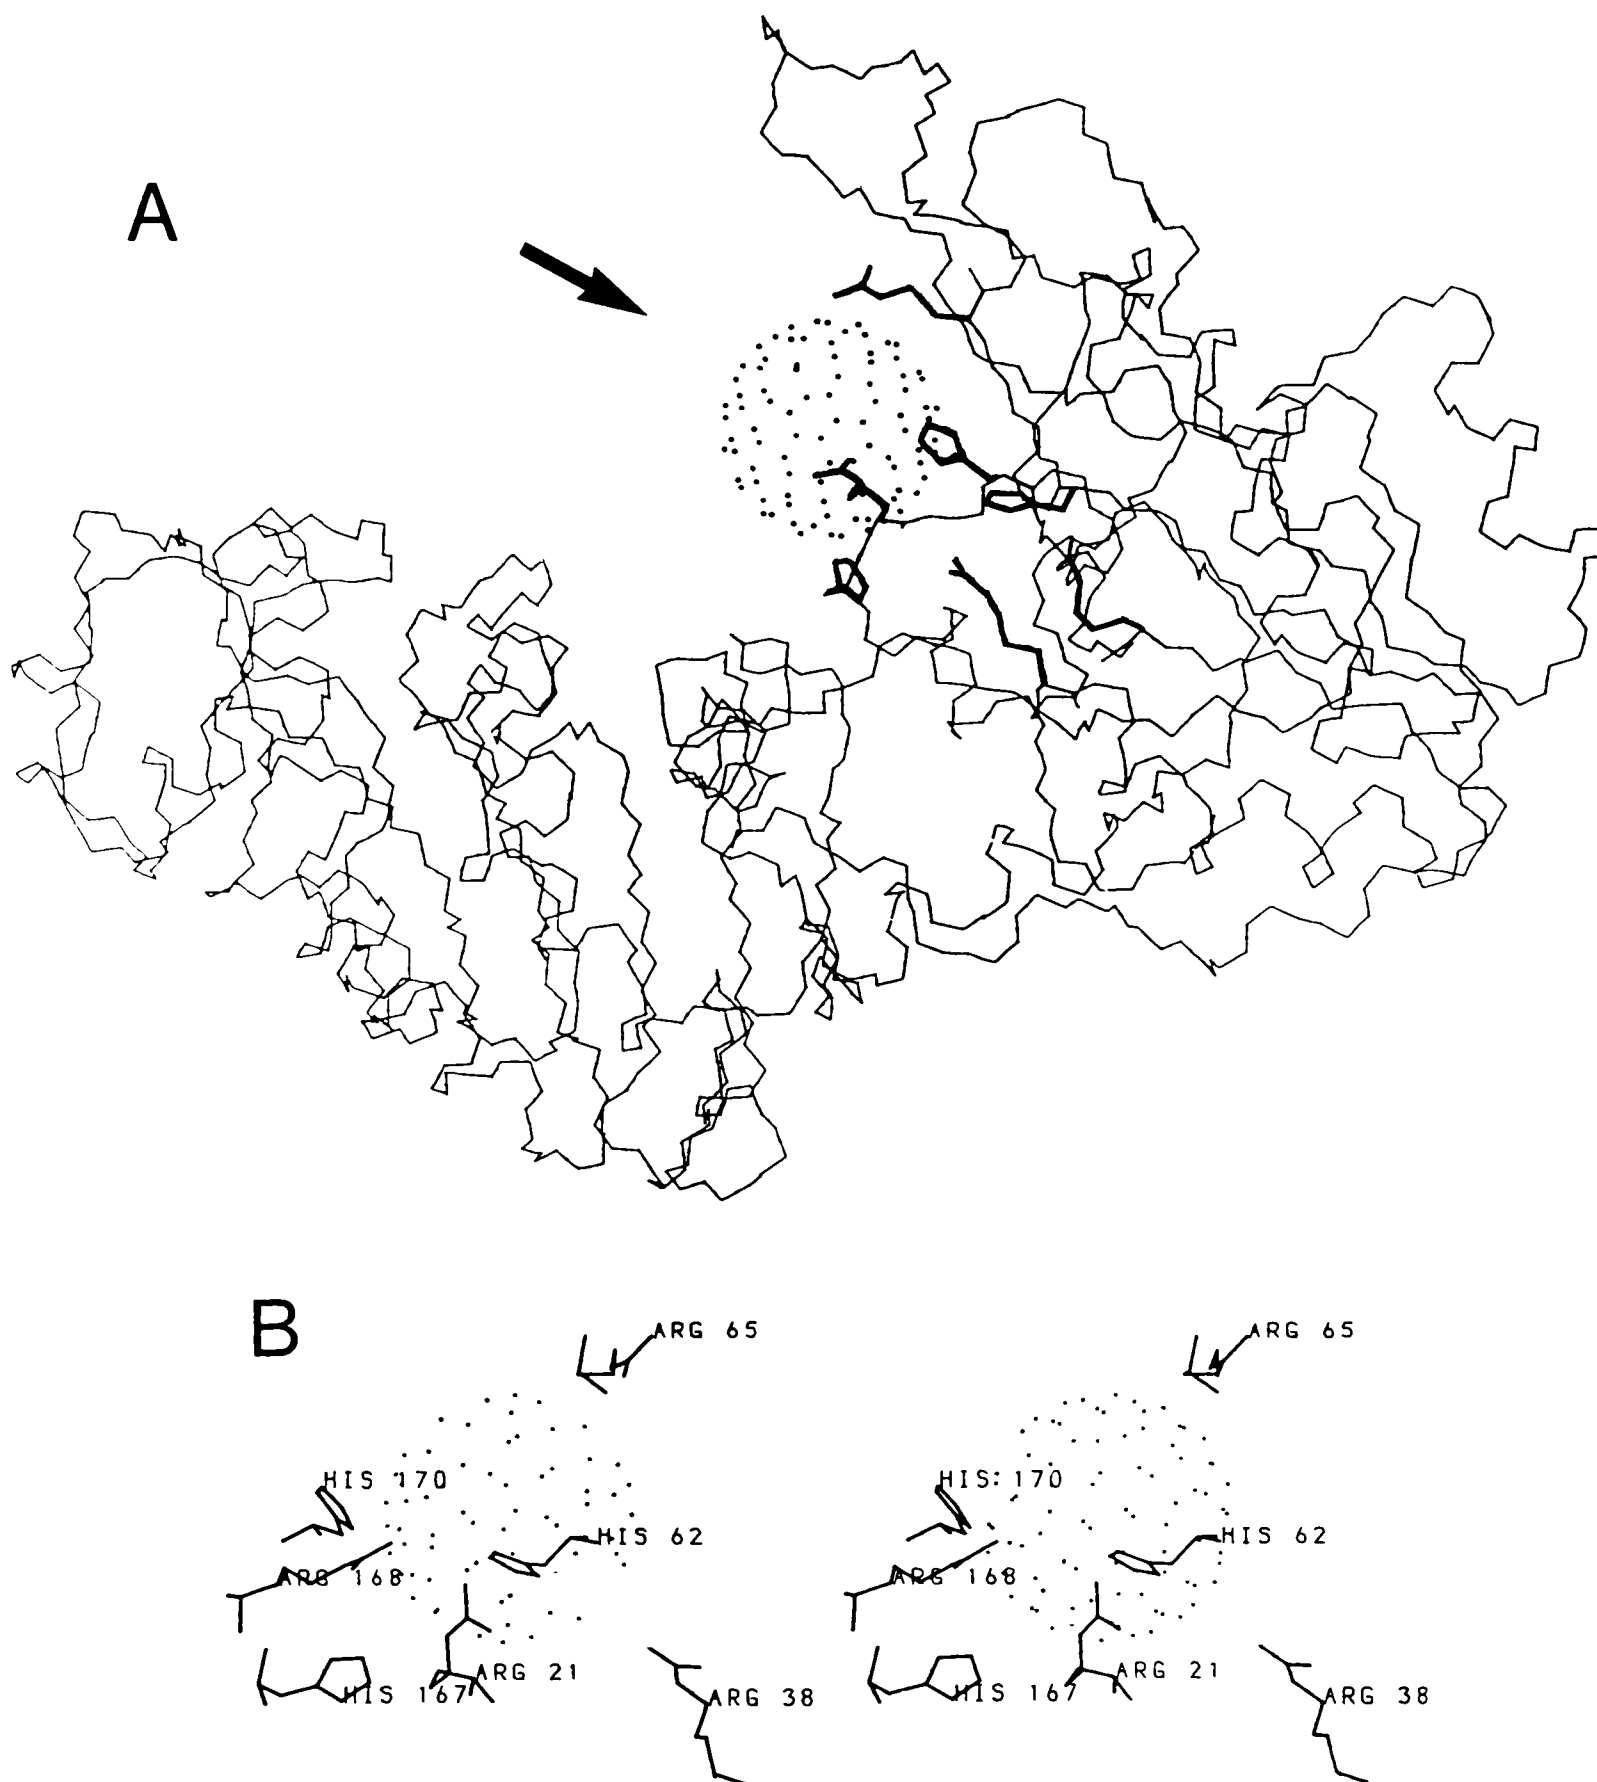 A
B
ARG 65 ARG 65
HIS 170 HIS 170
HIS 62 HIS 62
ARG 168 ARG 168
ARG 21 ARG 21
HIS 167 HIS 167
ARG 38 ARG 38